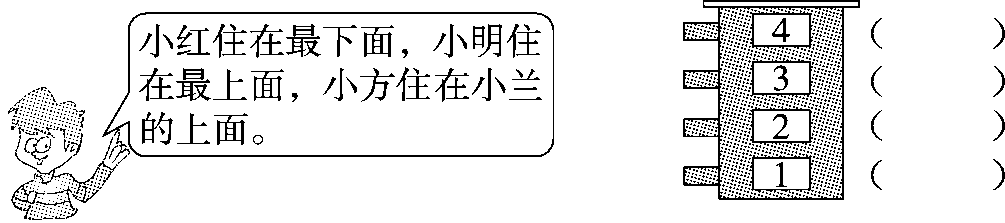 小红住在最下面，小明住
在最上面，小方住在小兰
的上面。
4 (      )
3 (      )
2 (      )
1 (      )